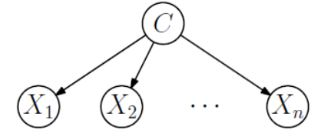 C
X₁ X₂ ⋯ Xₙ